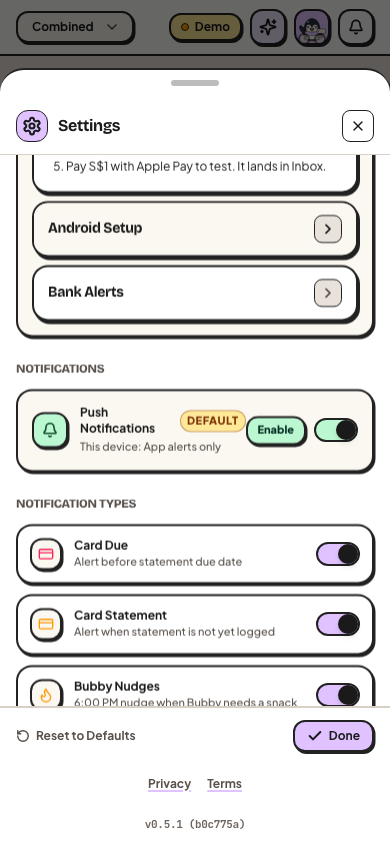 Combined
Demo
Settings
5. Pay S$1 with Apple Pay to test. It lands in Inbox.
Android Setup
Bank Alerts
NOTIFICATIONS
Push Notifications
DEFAULT
Enable
This device: App alerts only
NOTIFICATION TYPES
Card Due
Alert before statement due date
Card Statement
Alert when statement is not yet logged
Bubby Nudges
6:00 PM nudge when Bubby needs a snack
Reset to Defaults
Done
Privacy Terms
v0.5.1 (b0c775a)